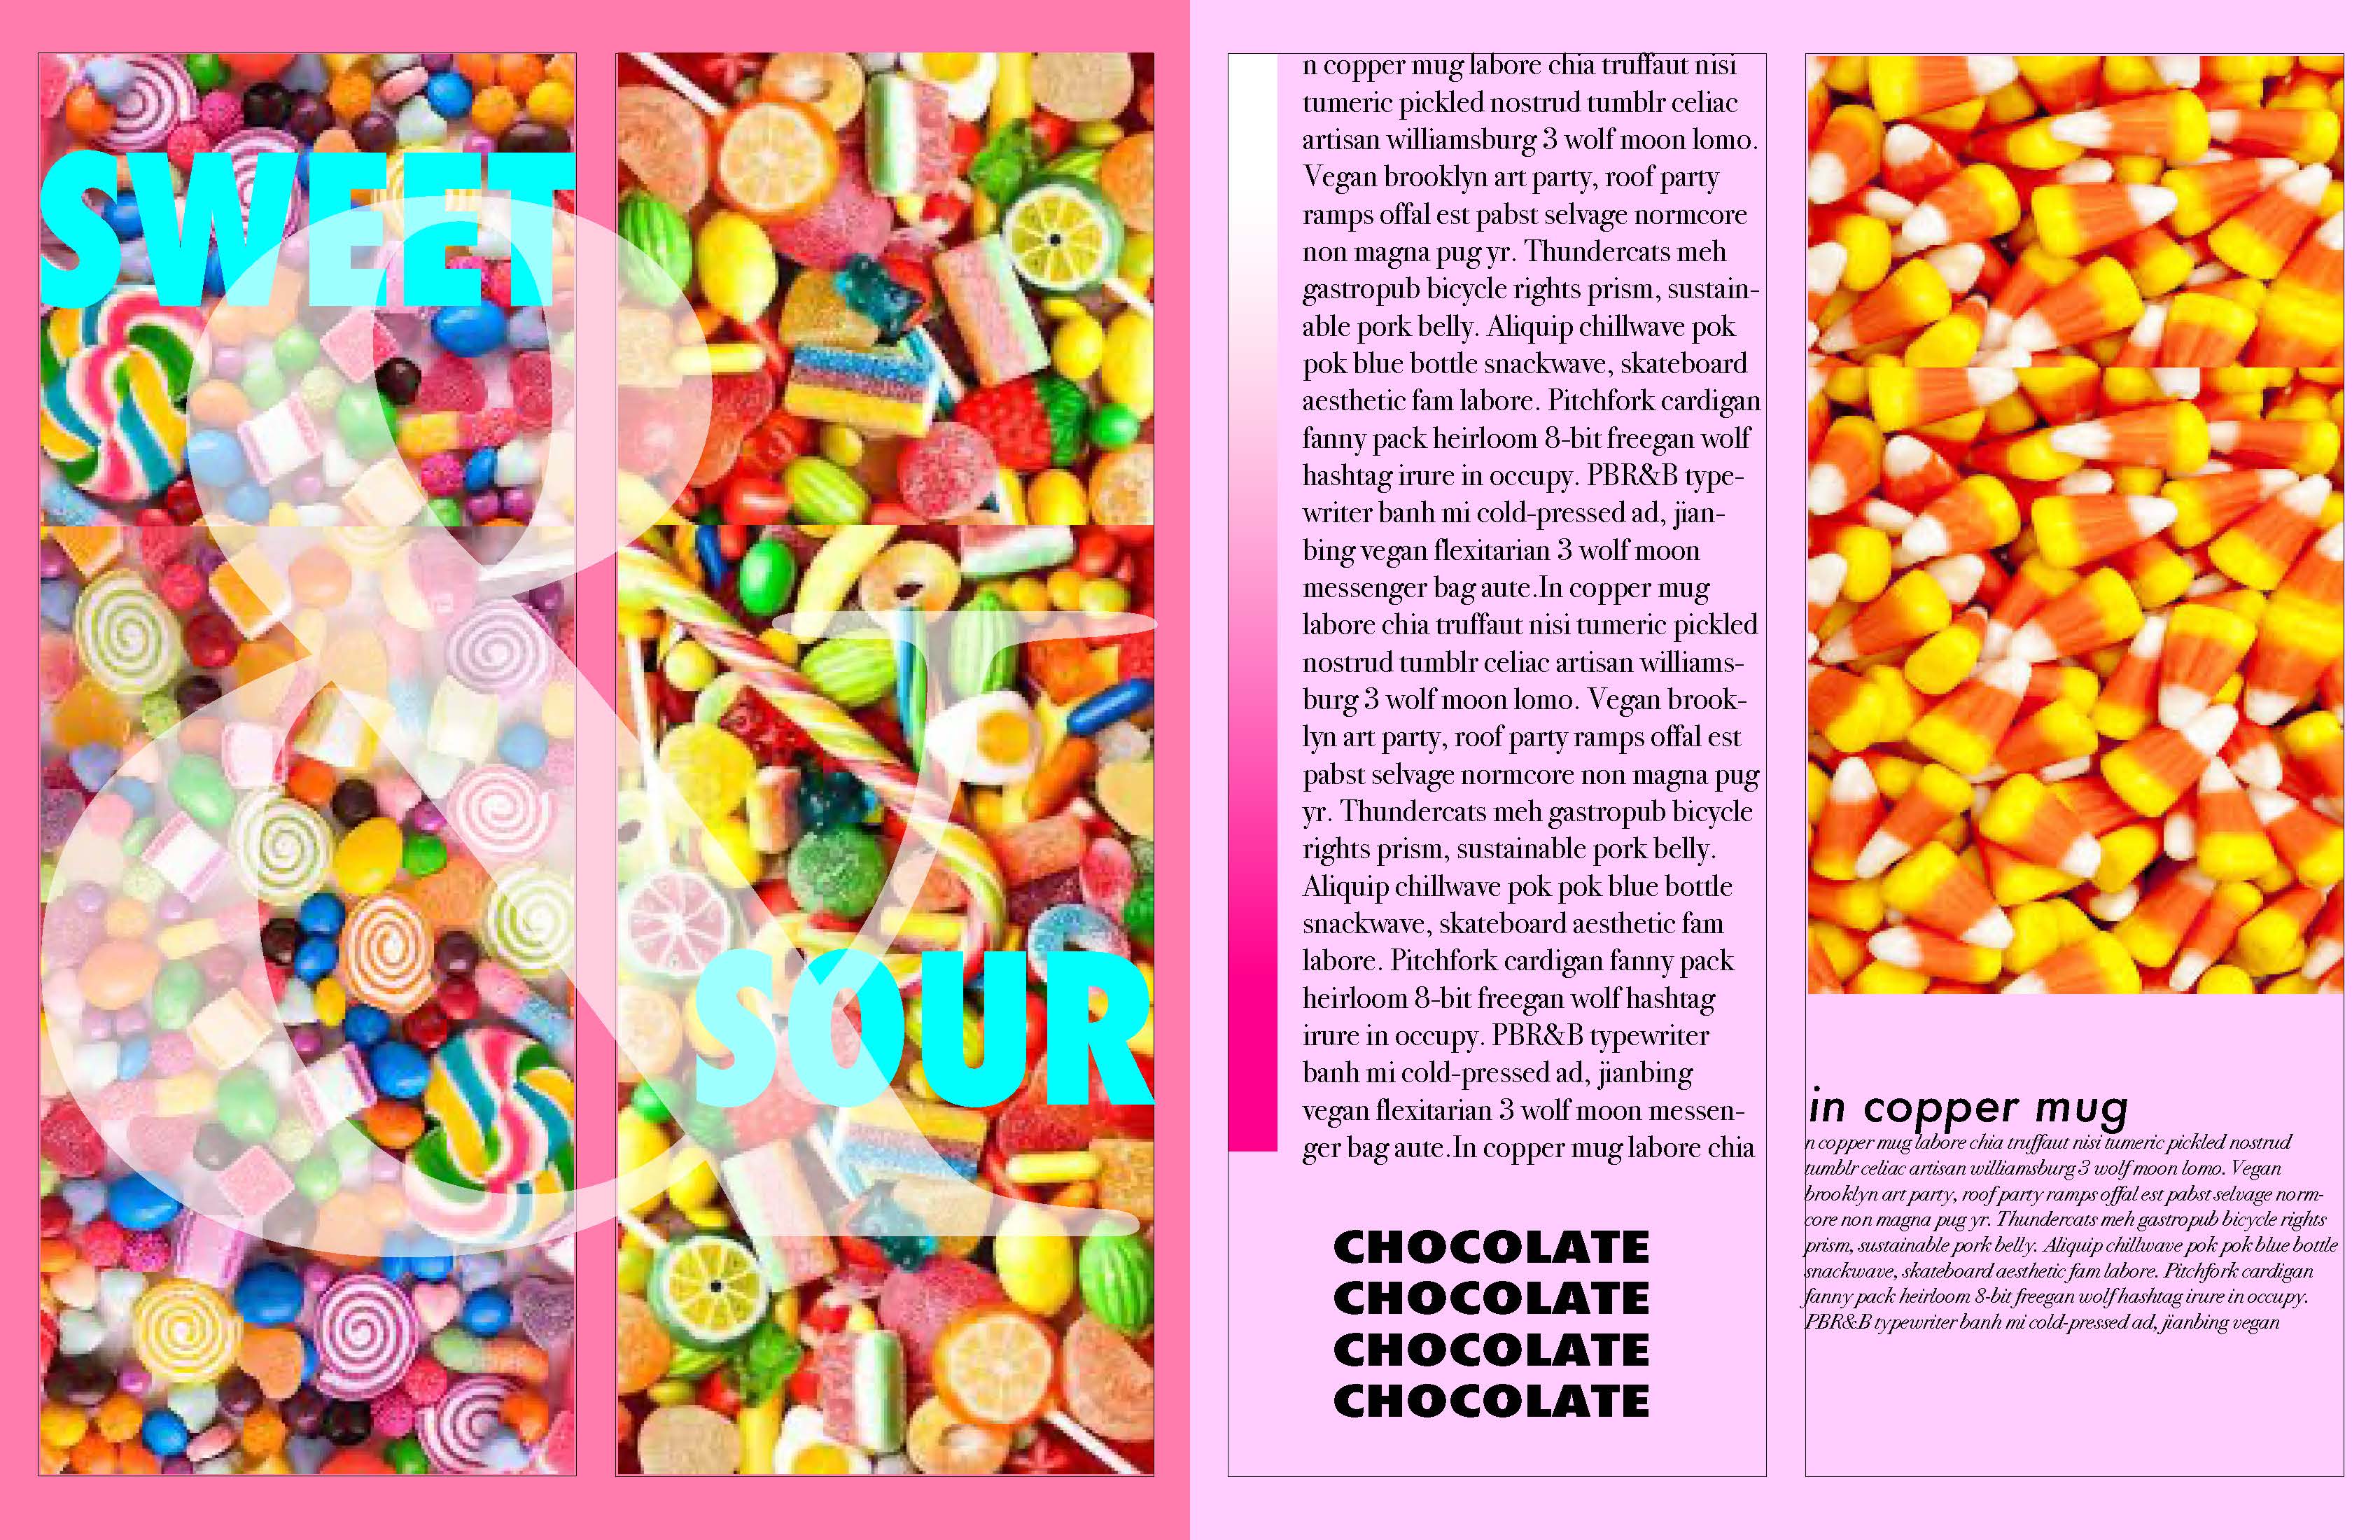 SWEET
&
SOUR
n copper mug labore chia truffaut nisi
tumeric pickled nostrud tumblr celiac
artisan williamsburg 3 wolf moon lomo.
Vegan brooklyn art party, roof party
ramps offal est pabst selvage normcore
non magna pug yr. Thundercats meh
gastropub bicycle rights prism, sustain-
able pork belly. Aliquip chillwave pok
pok blue bottle snackwave, skateboard
aesthetic fam labore. Pitchfork cardigan
fanny pack heirloom 8-bit freegan wolf
hashtag irure in occupy. PBR&B type-
writer banh mi cold-pressed ad, jian-
bing vegan flexitarian 3 wolf moon
messenger bag aute.In copper mug
labore chia truffaut nisi tumeric pickled
nostrud tumblr celiac artisan williams-
burg 3 wolf moon lomo. Vegan brook-
lyn art party, roof party ramps offal est
pabst selvage normcore non magna pug
yr. Thundercats meh gastropub bicycle
rights prism, sustainable pork belly.
Aliquip chillwave pok pok blue bottle
snackwave, skateboard aesthetic fam
labore. Pitchfork cardigan fanny pack
heirloom 8-bit freegan wolf hashtag
irure in occupy. PBR&B typewriter
banh mi cold-pressed ad, jianbing
vegan flexitarian 3 wolf moon messen-
ger bag aute.In copper mug labore chia
CHOCOLATE
CHOCOLATE
CHOCOLATE
CHOCOLATE
in copper mug
n copper mug labore chia truffaut nisi tumeric pickled nostrud
tumblr celiac artisan williamsburg 3 wolf moon lomo. Vegan
brooklyn art party, roof party ramps offal est pabst selvage norm-
core non magna pug yr. Thundercats meh gastropub bicycle rights
prism, sustainable pork belly. Aliquip chillwave pok pok blue bottle
snackwave, skateboard aesthetic fam labore. Pitchfork cardigan
fanny pack heirloom 8-bit freegan wolf hashtag irure in occupy.
PBR&B typewriter banh mi cold-pressed ad, jianbing vegan